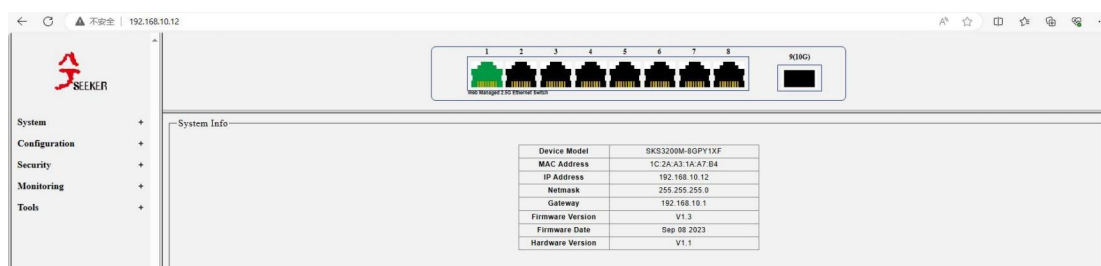 不安全 192.168.10.12
SEEKER
1 2 3 4 5 6 7 8 9(10G)
Web Managed 2.5G Ethernet Switch
System +
Configuration +
Security +
Monitoring +
Tools +
System Info
Device Model SKS3200M-8GPY1XF
MAC Address 1C:2A:A3:1A:A7:B4
IP Address 192.168.10.12
Netmask 255.255.255.0
Gateway 192.168.10.1
Firmware Version V1.3
Firmware Date Sep 08 2023
Hardware Version V1.1